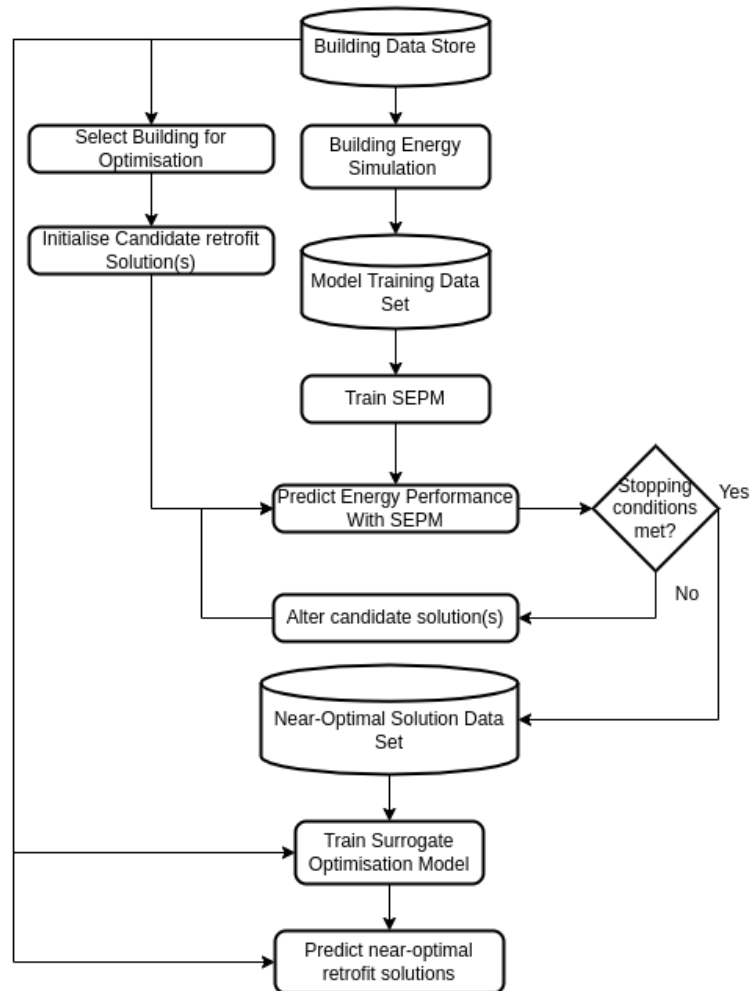 Building Data Store
Select Building for
Optimisation
Building Energy
Simulation
Initialise Candidate retrofit
Solution(s)
Model Training Data
Set
Train SEPM
Predict Energy Performance
With SEPM
Stopping
conditions
met?
Yes
No
Alter candidate solution(s)
Near-Optimal Solution Data
Set
Train Surrogate
Optimisation Model
Predict near-optimal
retrofit solutions